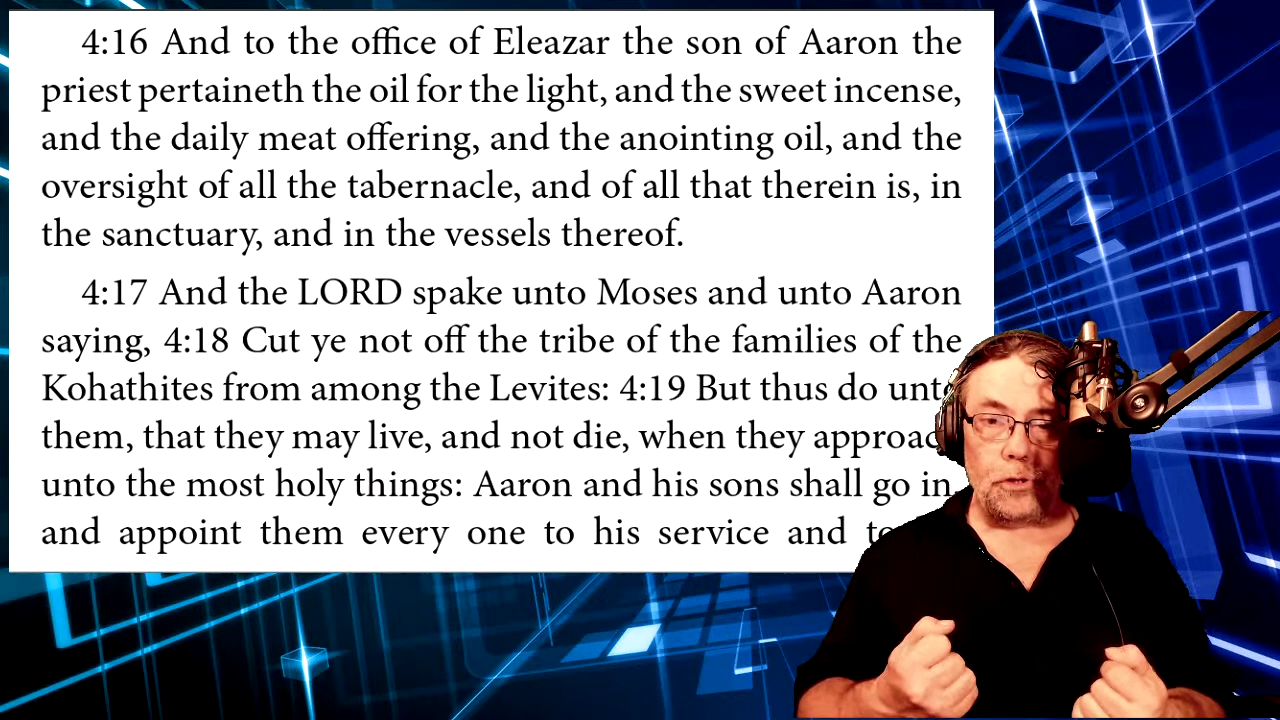 4:16 And to the office of Eleazar the son of Aaron the
priest pertaineth the oil for the light, and the sweet incense,
and the daily meat offering, and the anointing oil, and the
oversight of all the tabernacle, and of all that therein is, in
the sanctuary, and in the vessels thereof.
4:17 And the LORD spake unto Moses and unto Aaron
saying, 4:18 Cut ye not off the tribe of the families of the
Kohathites from among the Levites: 4:19 But thus do unto
them, that they may live, and not die, when they approac
unto the most holy things: Aaron and his sons shall go in,
and appoint them every one to his service and to